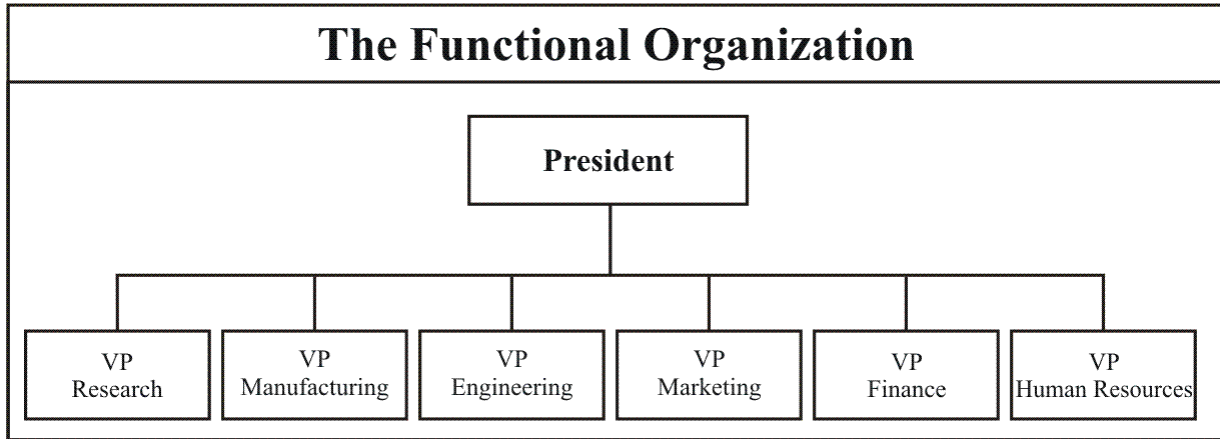 The Functional Organization
President
VP
Research
VP
Manufacturing
VP
Engineering
VP
Marketing
VP
Finance
VP
Human Resources